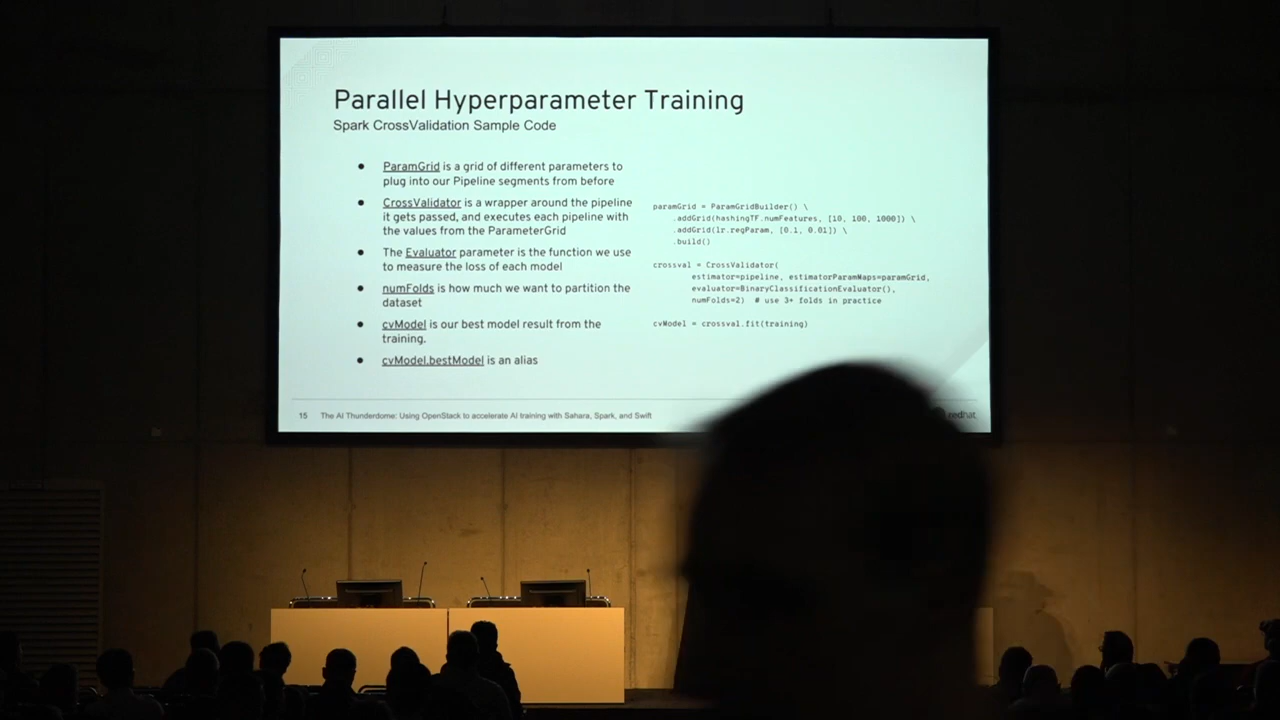 Parallel Hyperparameter Training
Spark CrossValidation Sample Code
● ParamGrid is a grid of different parameters to
plug into our Pipeline segments from before
● CrossValidator is a wrapper around the pipeline
it gets passed, and executes each pipeline with
the values from the ParameterGrid
● The Evaluator parameter is the function we use
to measure the loss of each model
● numFolds is how much we want to partition the
dataset
● cvModel is our best model result from the
training.
● cvModel.bestModel is an alias
paramGrid = ParamGridBuilder() \
.addGrid(hashingTF.numFeatures, [10, 100, 1000]) \
.addGrid(lr.regParam, [0.1, 0.01]) \
.build()
crossval = CrossValidator(
estimator=pipeline, estimatorParamMaps=paramGrid,
evaluator=BinaryClassificationEvaluator(),
numFolds=2) # use 3+ folds in practice
cvModel = crossval.fit(training)
15 The AI Thunderdome: Using OpenStack to accelerate AI training with Sahara, Spark, and Swift
redhat